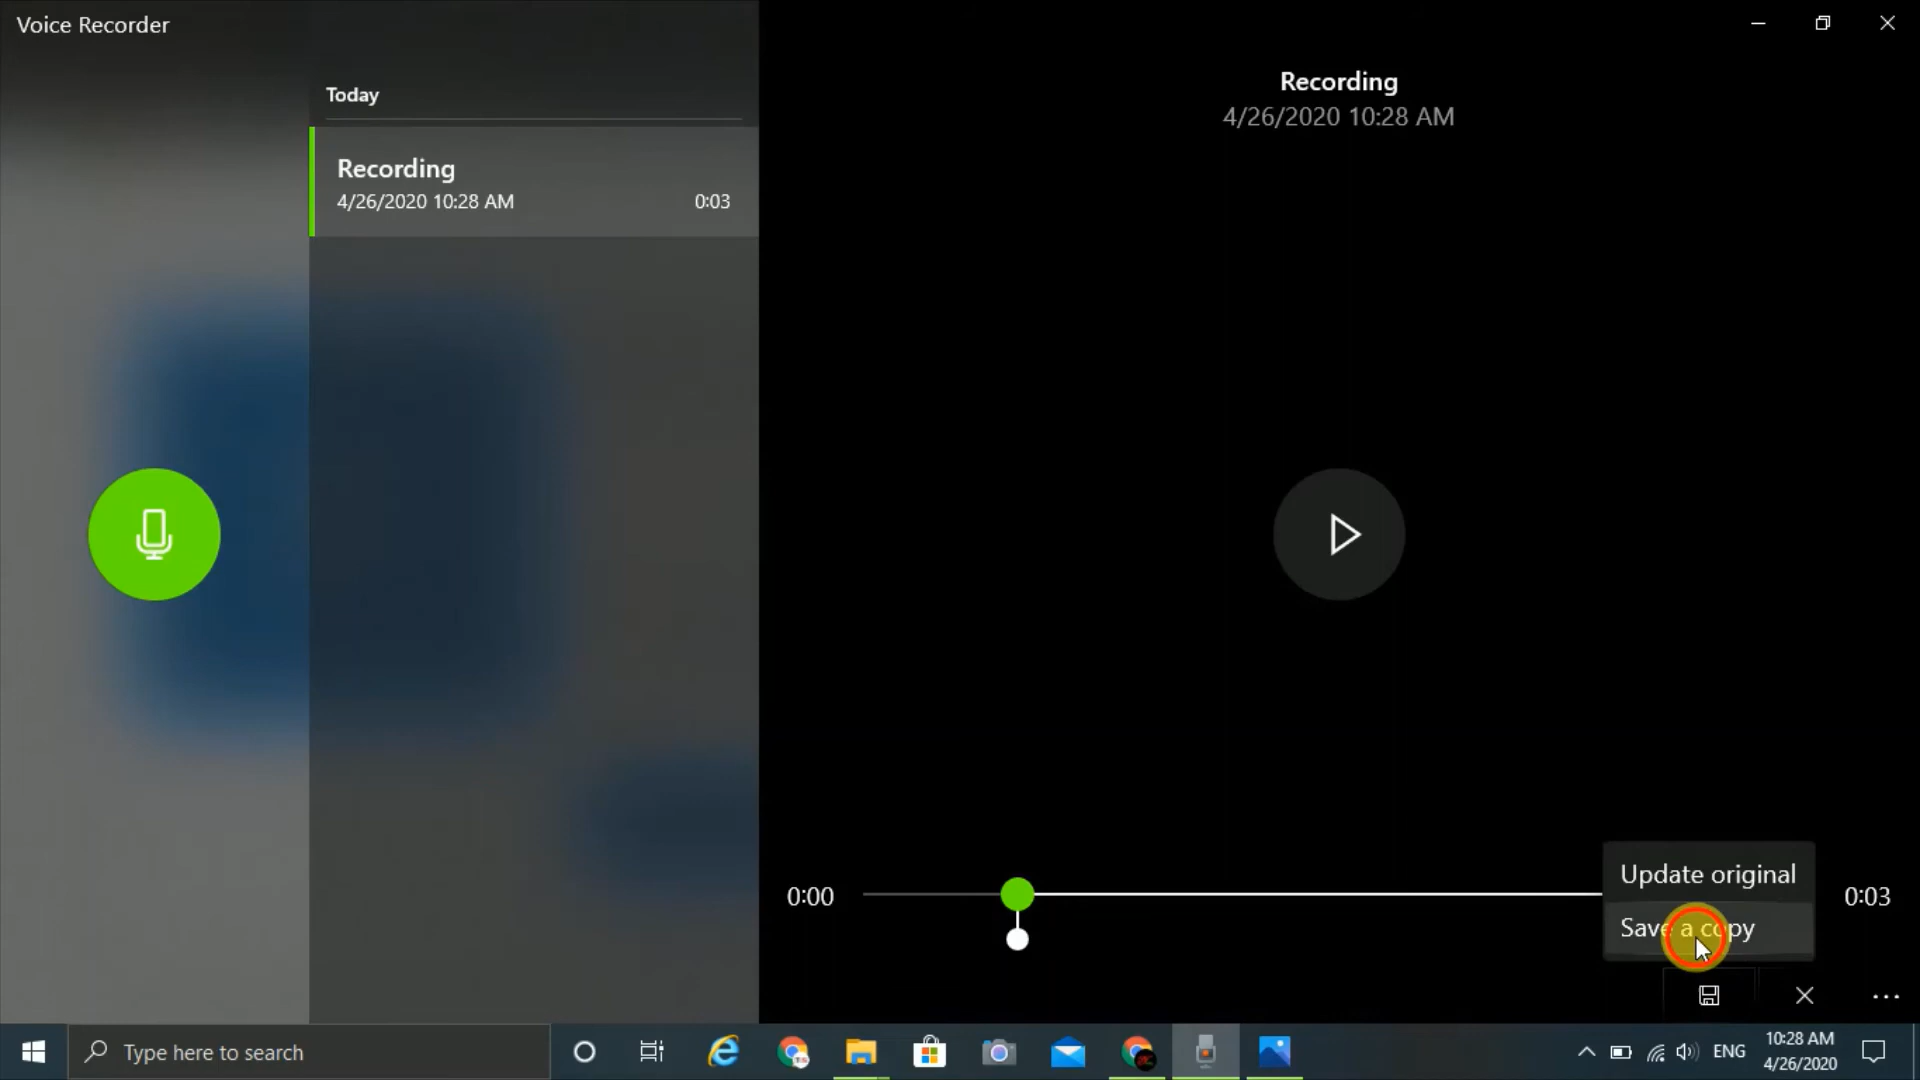 Voice Recorder
Today
Recording
4/26/2020 10:28 AM
0:03
Recording
4/26/2020 10:28 AM
0:00
0:03
Update original
Save a copy
Type here to search
ENG
10:28 AM
4/26/2020